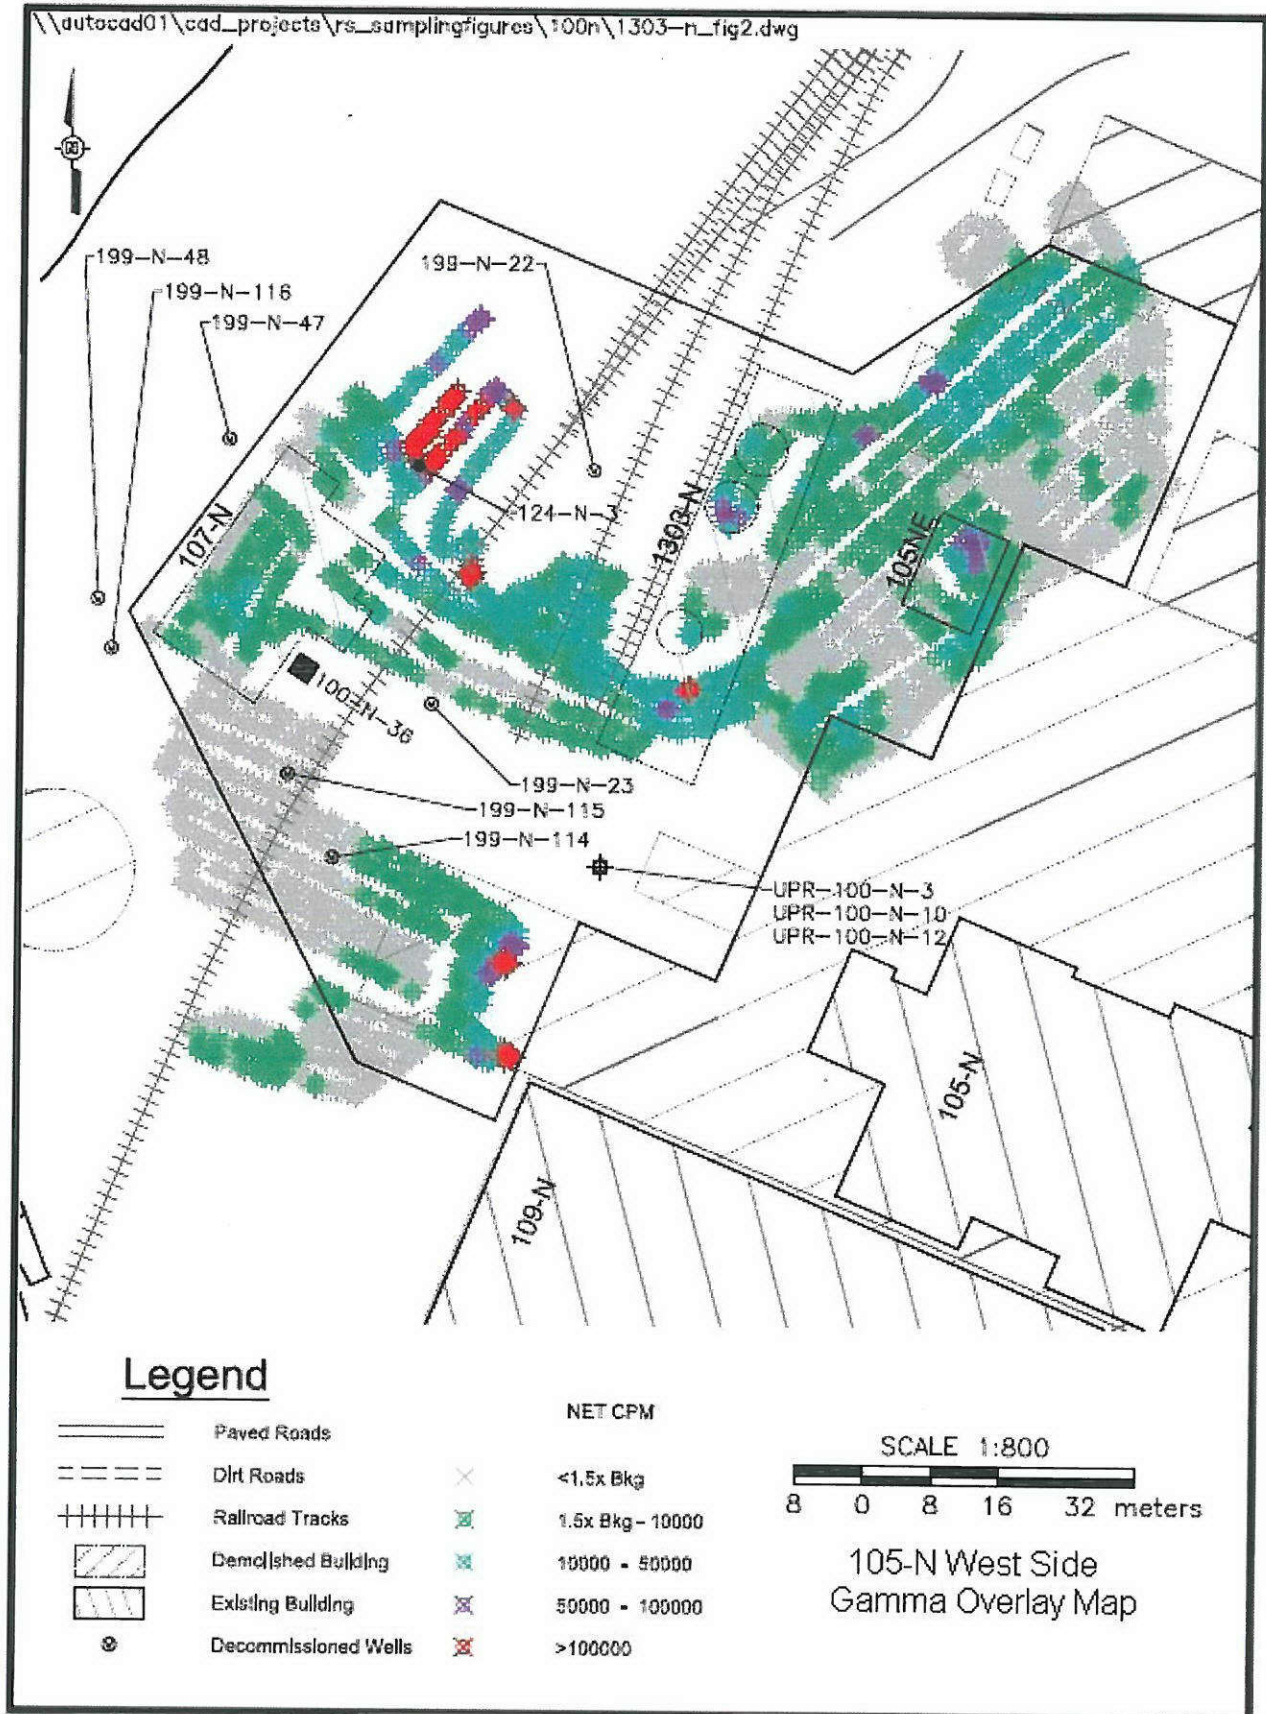 \\autocad01\cad_projects\rs_samplingfigures\100n\1303-n_fig2.dwg
199-N-48
199-N-116
199-N-47
199-N-22
124-N-
107-N
1303-N
105NE
100-N-36
199-N-23
199-N-115
199-N-114
UPR-100-N-3
UPR-100-N-10
UPR-100-N-12
105-N
109-N
Legend
NET CPM
Paved Roads
Dirt Roads
<1.5x Bkg
Railroad Tracks
1.5x Bkg - 10000
Demolished Building
10000 - 50000
Existing Building
50000 - 100000
Decommissioned Wells
>100000
SCALE 1:800
8 0 8 16 32 meters
105-N West Side
Gamma Overlay Map